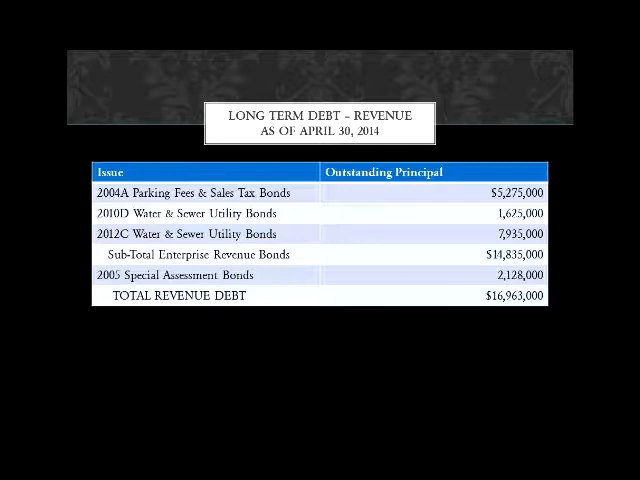 LONG TERM DEBT – REVENUE
AS OF APRIL 30, 2014
Issue Outstanding Principal
2004A Parking Fees & Sales Tax Bonds $5,275,000
2010D Water & Sewer Utility Bonds 1,625,000
2012C Water & Sewer Utility Bonds 7,935,000
Sub-Total Enterprise Revenue Bonds $14,835,000
2005 Special Assessment Bonds 2,128,000
TOTAL REVENUE DEBT $16,963,000